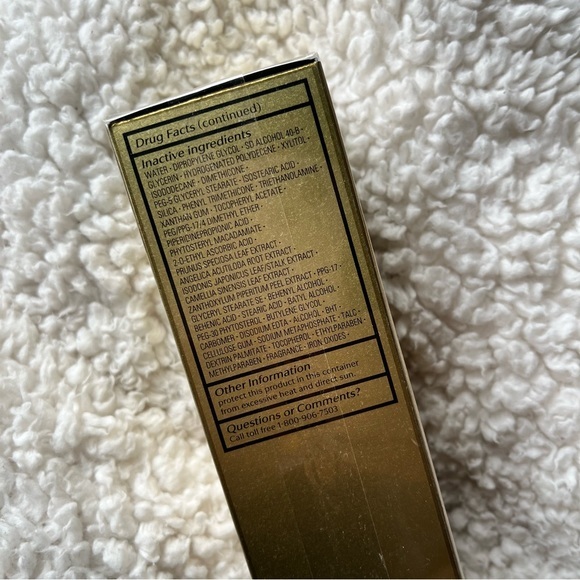 Drug Facts (continued)
Inactive ingredients
WATER • DIPROPYLENE GLYCOL • SD ALCOHOL 40-B •
GLYCERIN • HYDROGENATED POLYDECENE • XYLITOL •
ISODODECANE • DIMETHICONE •
PEG-5 GLYCERYL STEARATE • ISOSTEARIC ACID •
SILICA • PHENYL TRIMETHICONE • TRIETHANOLAMINE •
XANTHAN GUM • TOCOPHERYL ACETATE •
PEG/PPG-17/4 DIMETHYL ETHER •
PIPERIDINEPROPIONIC ACID •
PHYTOSTERYL MACADAMIATE •
2-O-ETHYL ASCORBIC ACID •
PRUNUS SPECIOSA LEAF EXTRACT •
ANGELICA ACUTILOBA ROOT EXTRACT •
ISODONIS JAPONICUS LEAF/STALK EXTRACT •
CAMELLIA SINENSIS LEAF EXTRACT •
ZANTHOXYLUM PIPERITUM PEEL EXTRACT • PPG-17 •
GLYCERYL STEARATE SE • BEHENYL ALCOHOL •
BEHENIC ACID • STEARIC ACID • BATYL ALCOHOL •
PEG-30 PHYTOSTEROL • BUTYLENE GLYCOL •
CARBOMER • DISODIUM EDTA • ALCOHOL • BHT •
CELLULOSE GUM • SODIUM METAPHOSPHATE • TALC •
DEXTRIN PALMITATE • TOCOPHEROL • ETHYLPARABEN •
METHYLPARABEN • FRAGRANCE • IRON OXIDES •
Other Information
protect this product in this container
from excessive heat and direct sun.
Questions or Comments?
Call toll free 1-800-906-7503